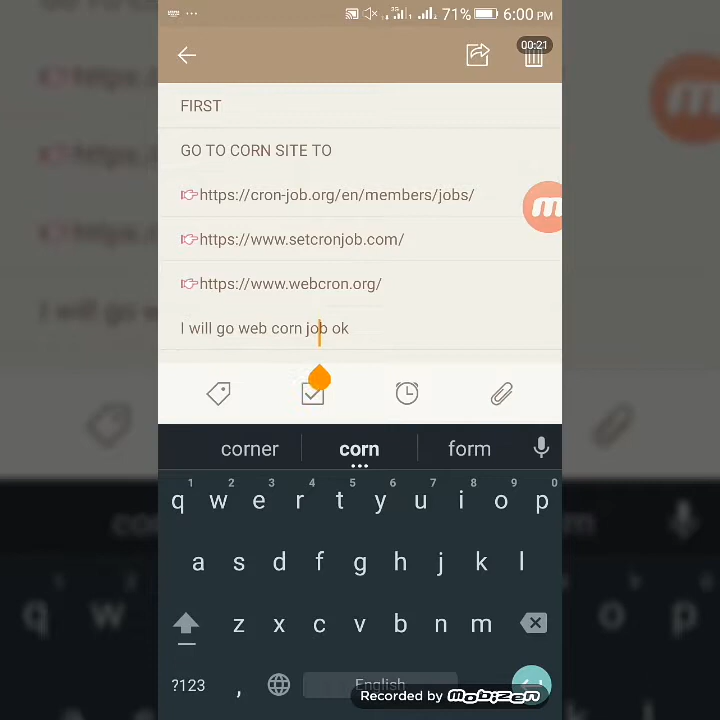 71% 6:00 PM
00:21
FIRST
GO TO CORN SITE TO
https://cron-job.org/en/members/jobs/
https://www.setcronjob.com/
https://www.webcron.org/
I will go web corn job ok
corner corn form
1 2 3 4 5 6 7 8 9 0
q w e r t y u i o p
a s d f g h j k l
z x c v b n m
?123 , English
Recorded by mobizen